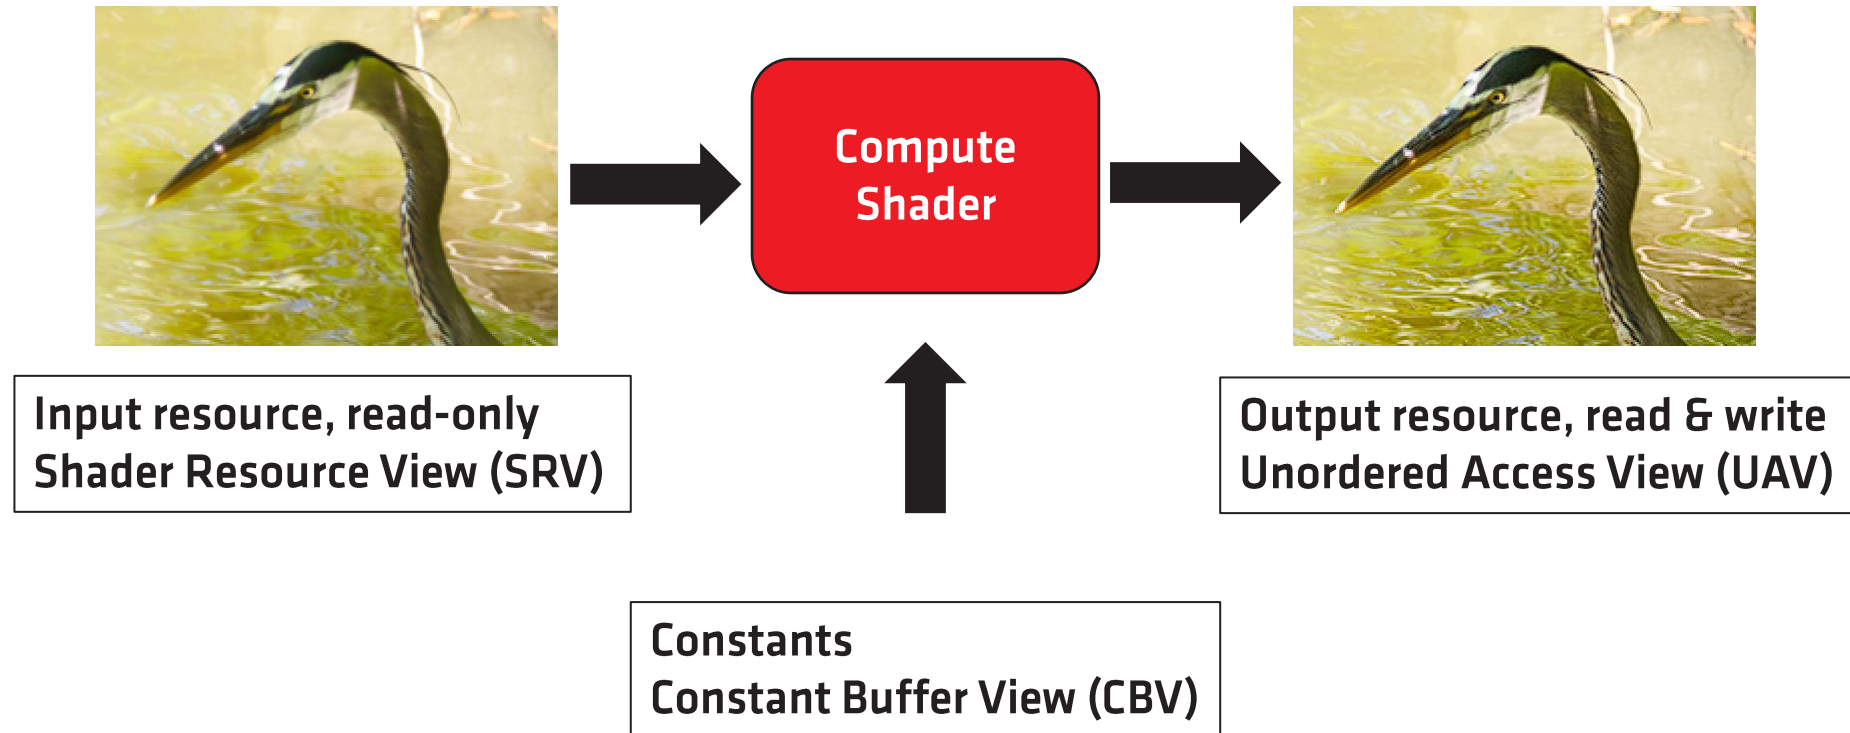 Compute
Shader
Input resource, read-only
Shader Resource View (SRV)
Output resource, read & write
Unordered Access View (UAV)
Constants
Constant Buffer View (CBV)